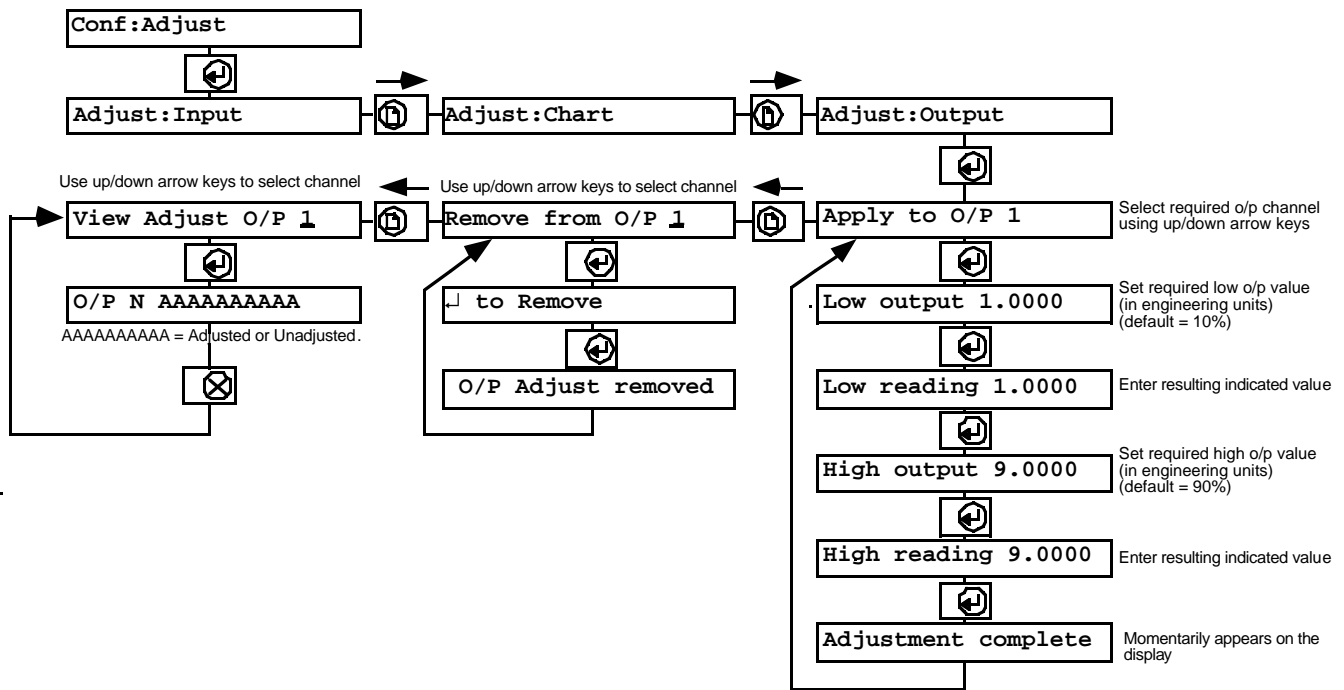 Conf:Adjust
Adjust:Input
Adjust:Chart
Adjust:Output
Use up/down arrow keys to select channel
Use up/down arrow keys to select channel
View Adjust O/P 1
Remove from O/P 1
Apply to O/P 1
Select required o/p channel
using up/down arrow keys
O/P N AAAAAAAAAA
AAAAAAAAAA = Adjusted or Unadjusted.
↵ to Remove
O/P Adjust removed
Low output 1.0000
Set required low o/p value
(in engineering units)
(default = 10%)
Low reading 1.0000
Enter resulting indicated value
High output 9.0000
Set required high o/p value
(in engineering units)
(default = 90%)
High reading 9.0000
Enter resulting indicated value
Adjustment complete
Momentarily appears on the
display